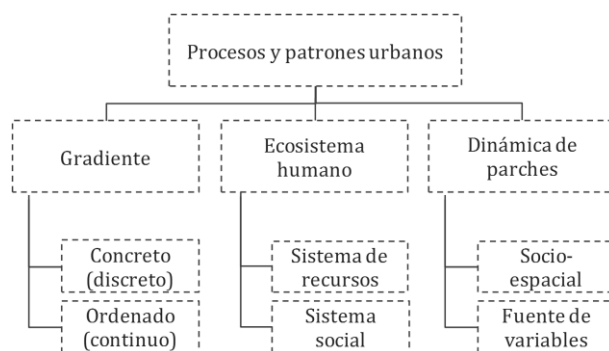 Procesos y patrones urbanos
Gradiente
Ecosistema
humano
Dinámica de
parches
Concreto
(discreto)
Ordenado
(continuo)
Sistema de
recursos
Sistema
social
Socio-
espacial
Fuente de
variables